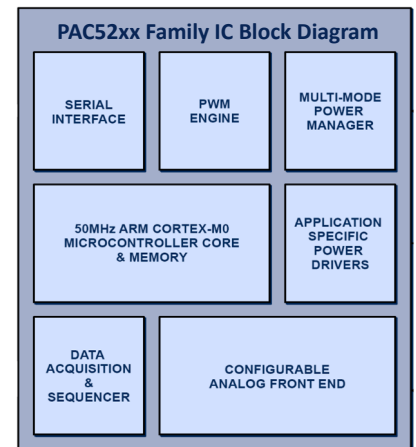 PAC52xx Family IC Block Diagram
SERIAL
INTERFACE
PWM
ENGINE
MULTI-MODE
POWER
MANAGER
50MHz ARM CORTEX-M0
MICROCONTROLLER CORE
& MEMORY
APPLICATION
SPECIFIC
POWER
DRIVERS
DATA
ACQUISITION
&
SEQUENCER
CONFIGURABLE
ANALOG FRONT END